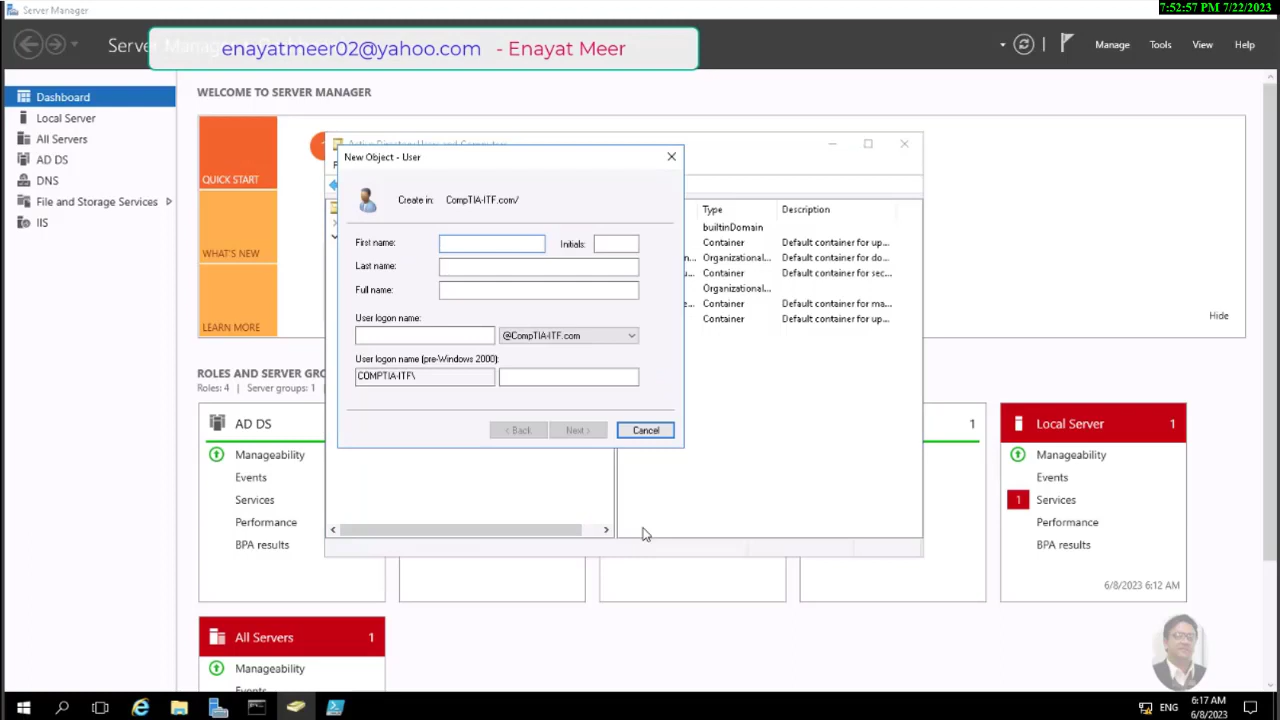 Server Manager
7:52:57 PM 7/22/2023
enayatmeer02@yahoo.com - Enayat Meer
Manage
Tools
View
Help
Dashboard
Local Server
All Servers
AD DS
DNS
File and Storage Services
IIS
WELCOME TO SERVER MANAGER
QUICK START
WHAT'S NEW
LEARN MORE
Hide
New Object - User
Create in: CompTIA-ITF.com/
First name:
Initials:
Last name:
Full name:
User logon name:
@CompTIA-ITF.com
User logon name (pre-Windows 2000):
COMPTIA-ITF\
< Back
Next >
Cancel
Type
Description
builtinDomain
Container
Default container for up...
Organizational...
Default container for do...
Container
Default container for sec...
Organizational...
Container
Default container for ma...
Container
Default container for up...
ROLES AND SERVER GRO
Roles: 4 | Server groups: 1
AD DS
Manageability
Events
Services
Performance
BPA results
1
Local Server 1
Manageability
Events
1 Services
Performance
BPA results
6/8/2023 6:12 AM
All Servers 1
Manageability
Events
ENG
6:17 AM
6/8/2023